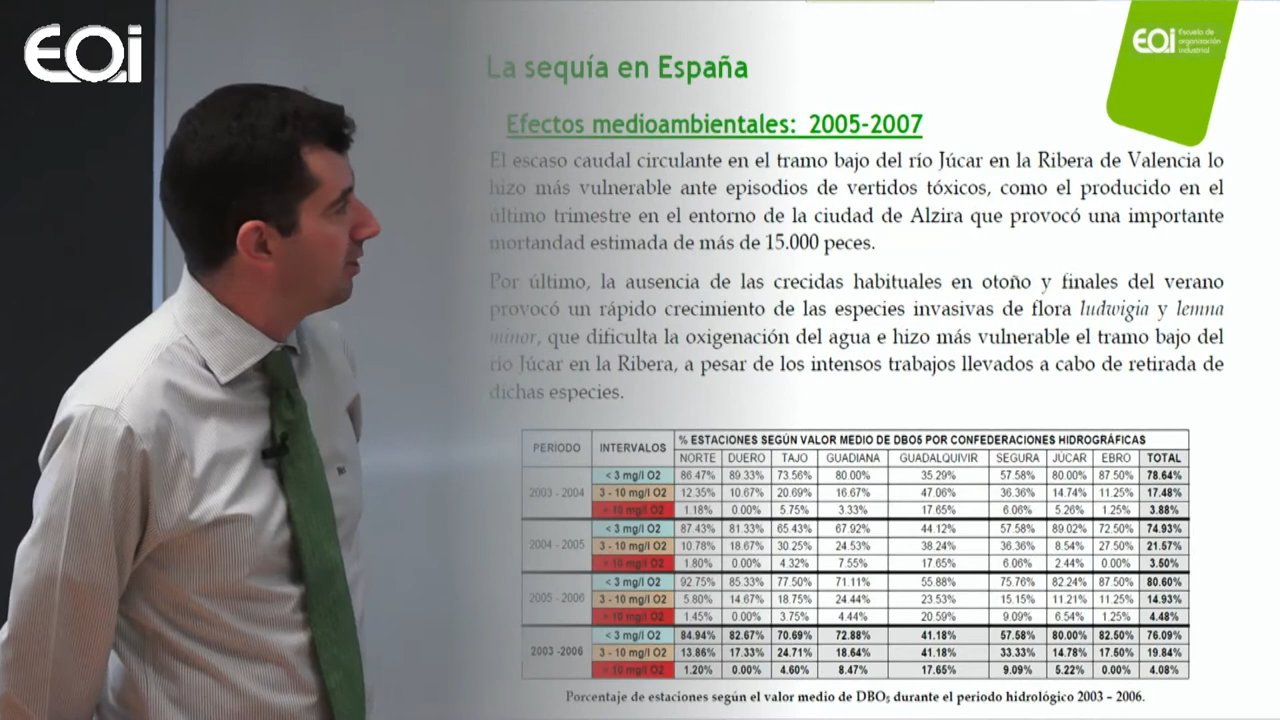 EOi
EOi Escuela de
organización
industrial
La sequía en España
Efectos medioambientales: 2005-2007
El escaso caudal circulante en el tramo bajo del río Júcar en la Ribera de Valencia lo
hizo más vulnerable ante episodios de vertidos tóxicos, como el producido en el
último trimestre en el entorno de la ciudad de Alzira que provocó una importante
mortandad estimada de más de 15.000 peces.
Por último, la ausencia de las crecidas habituales en otoño y finales del verano
provocó un rápido crecimiento de las especies invasivas de flora ludwigia y lemna
minor, que dificulta la oxigenación del agua e hizo más vulnerable el tramo bajo del
río Júcar en la Ribera, a pesar de los intensos trabajos llevados a cabo de retirada de
dichas especies.
PERÍODO INTERVALOS % ESTACIONES SEGÚN VALOR MEDIO DE DBO5 POR CONFEDERACIONES HIDROGRÁFICAS
NORTE DUERO TAJO GUADIANA GUADALQUIVIR SEGURA JÚCAR EBRO TOTAL
2003 - 2004 < 3 mg/l O2 86.47% 89.33% 73.56% 80.00% 35.29% 57.58% 80.00% 87.50% 78.64%
3 - 10 mg/l O2 12.35% 10.67% 20.69% 16.67% 47.06% 36.36% 14.74% 11.25% 17.48%
> 10 mg/l O2 1.18% 0.00% 5.75% 3.33% 17.65% 6.06% 5.26% 1.25% 3.88%
2004 - 2005 < 3 mg/l O2 87.43% 81.33% 65.43% 67.92% 44.12% 57.58% 89.02% 72.50% 74.93%
3 - 10 mg/l O2 10.78% 18.67% 30.25% 24.53% 38.24% 36.36% 8.54% 27.50% 21.57%
> 10 mg/l O2 1.80% 0.00% 4.32% 7.55% 17.65% 6.06% 2.44% 0.00% 3.50%
2005 - 2006 < 3 mg/l O2 92.75% 85.33% 77.50% 71.11% 55.88% 75.76% 82.24% 87.50% 80.60%
3 - 10 mg/l O2 5.80% 14.67% 18.75% 24.44% 23.53% 15.15% 11.21% 11.25% 14.93%
> 10 mg/l O2 1.45% 0.00% 3.75% 4.44% 20.59% 9.09% 6.54% 1.25% 4.48%
2003 -2006 < 3 mg/l O2 84.94% 82.67% 70.69% 72.88% 41.18% 57.58% 80.00% 82.50% 76.09%
3 - 10 mg/l O2 13.86% 17.33% 24.71% 18.64% 41.18% 33.33% 14.78% 17.50% 19.84%
> 10 mg/l O2 1.20% 0.00% 4.60% 8.47% 17.65% 9.09% 5.22% 0.00% 4.08%
Porcentaje de estaciones según el valor medio de DBO5 durante el periodo hidrológico 2003 – 2006.